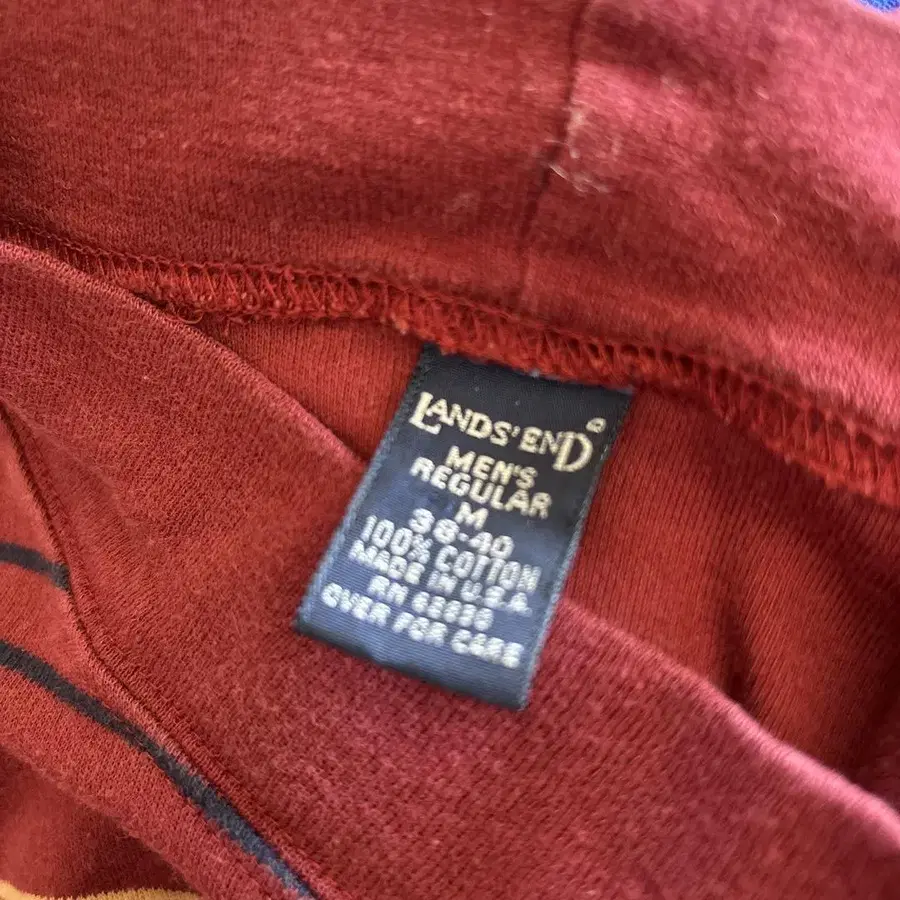 LANDS' END®
MEN'S
REGULAR
M
38-40
100% COTTON
MADE IN U.S.A.
RN
OVER FOR CARE